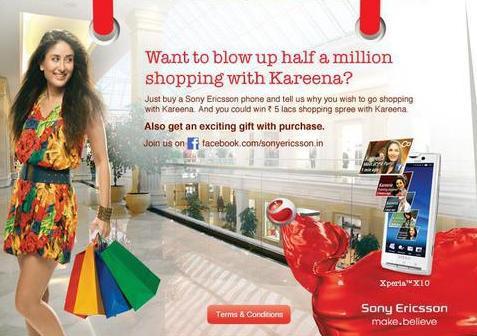 Want to blow up half a million
shopping with Kareena?
Just buy a Sony Ericsson phone and tell us why you wish to go shopping
with Kareena. And you could win ₹ 5 lacs shopping spree with Kareena.
Also get an exciting gift with purchase.
Join us on f facebook.com/sonyericsson.in
Xperia™ X10
Terms & Conditions
Sony Ericsson
make.believe